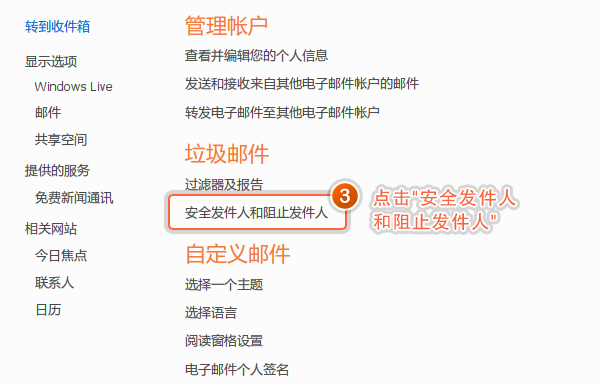 转到收件箱
显示选项
Windows Live
邮件
共享空间
提供的服务
免费新闻通讯
相关网站
今日焦点
联系人
日历
管理帐户
查看并编辑您的个人信息
发送和接收来自其他电子邮件帐户的邮件
转发电子邮件至其他电子邮件帐户
垃圾邮件
过滤器及报告
安全发件人和阻止发件人
3
点击"安全发件人
和阻止发件人"
自定义邮件
选择一个主题
选择语言
阅读窗格设置
电子邮件个人签名